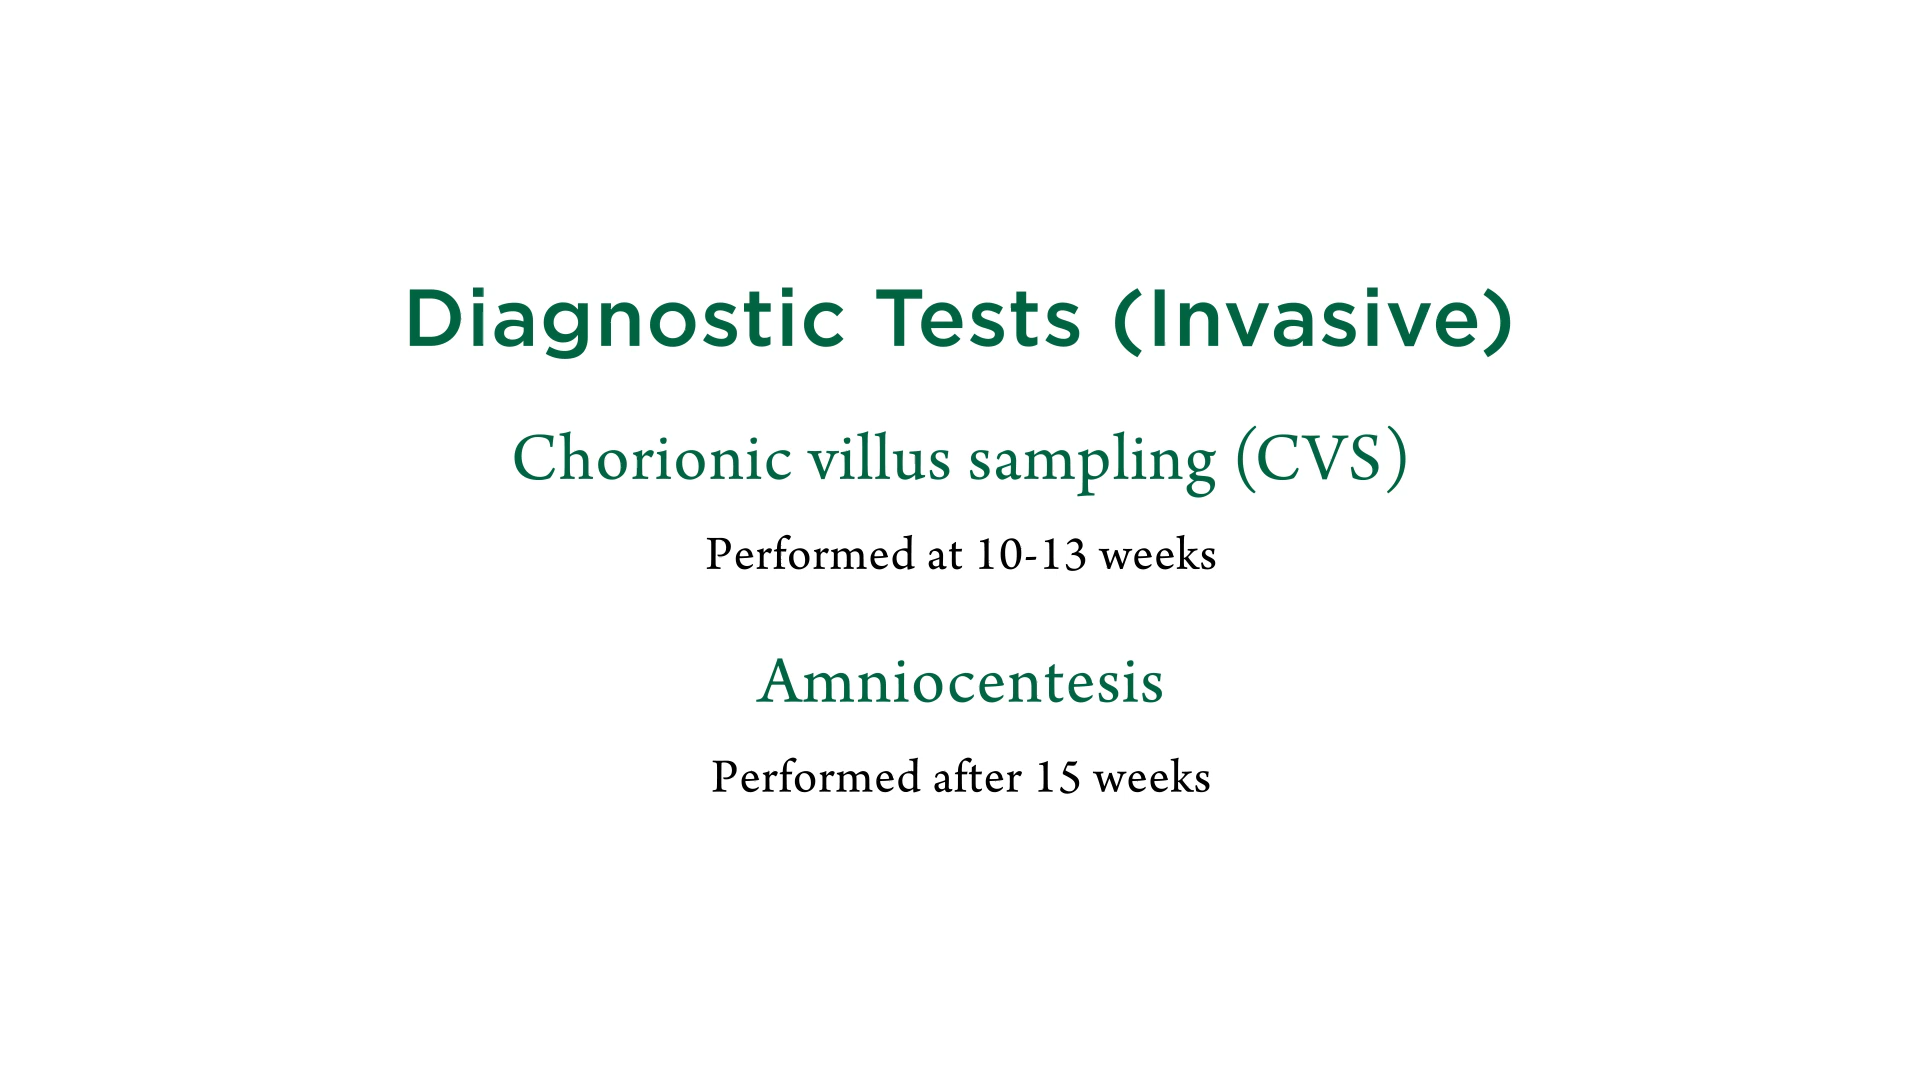 Diagnostic Tests (Invasive)
Chorionic villus sampling (CVS)
Performed at 10-13 weeks
Amniocentesis
Performed after 15 weeks